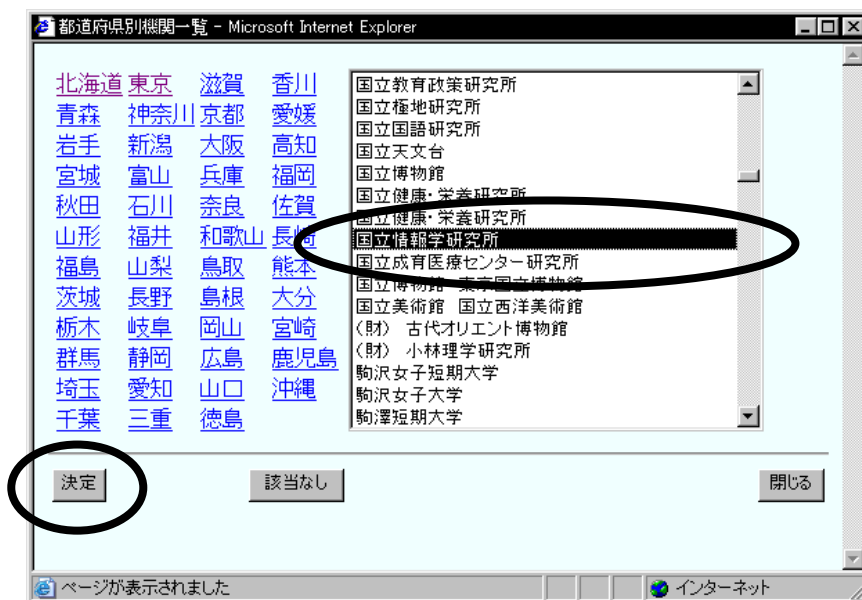 都道府県別機関一覧 - Microsoft Internet Explorer
北海道 東京 滋賀 香川
青森 神奈川 京都 愛媛
岩手 新潟 大阪 高知
宮城 富山 兵庫 福岡
秋田 石川 奈良 佐賀
山形 福井 和歌山 長崎
福島 山梨 鳥取 熊本
茨城 長野 島根 大分
栃木 岐阜 岡山 宮崎
群馬 静岡 広島 鹿児島
埼玉 愛知 山口 沖縄
千葉 三重 徳島
国立教育政策研究所
国立極地研究所
国立国語研究所
国立天文台
国立博物館
国立健康・栄養研究所
国立健康・栄養研究所
国立情報学研究所
国立成育医療センター研究所
国立博物館 東京国立博物館
国立美術館 国立西洋美術館
(財) 古代オリエント博物館
(財) 小林理学研究所
駒沢女子短期大学
駒沢女子大学
駒澤短期大学
決定 該当なし 閉じる
ページが表示されました インターネット